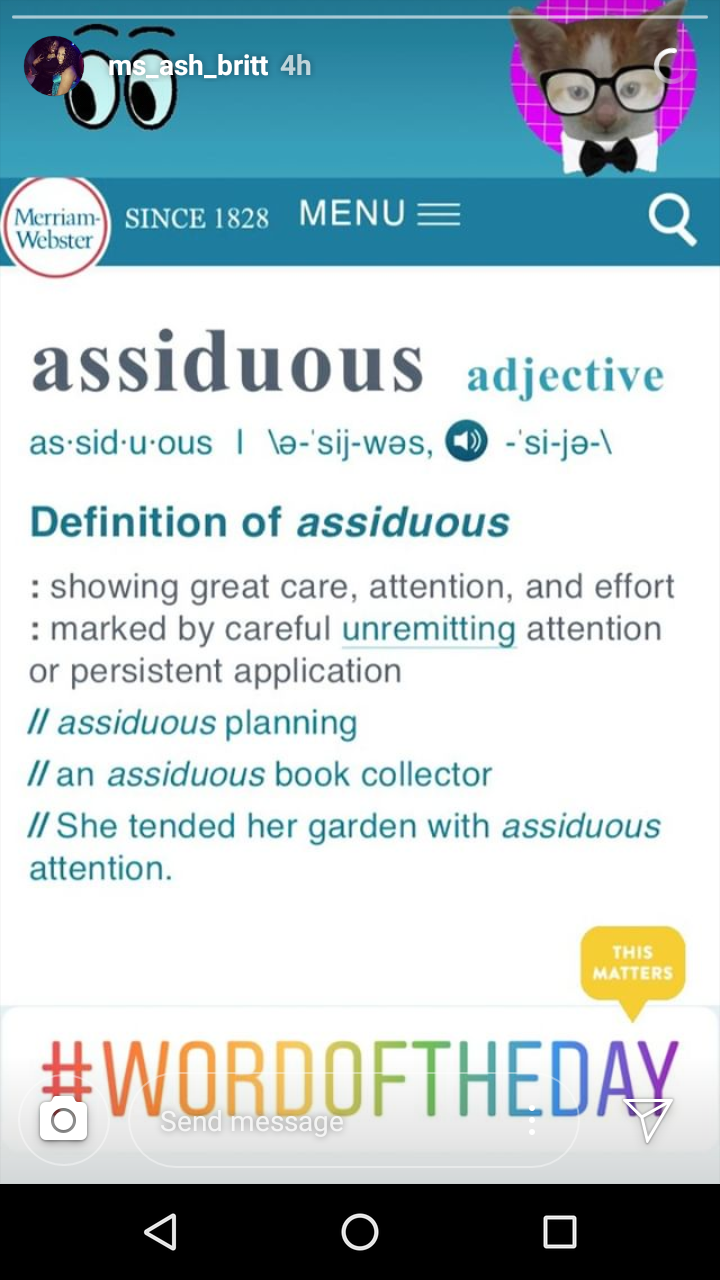 ms_ash_britt 4h
Merriam-
Webster
SINCE 1828
MENU
assiduous adjective
as·sid·u·ous | \ə-ˈsij-wəs, -ˈsi-jə-\
Definition of assiduous
: showing great care, attention, and effort
: marked by careful unremitting attention
or persistent application
// assiduous planning
// an assiduous book collector
// She tended her garden with assiduous
attention.
THIS
MATTERS
#WORDOFTHEDAY
Send message